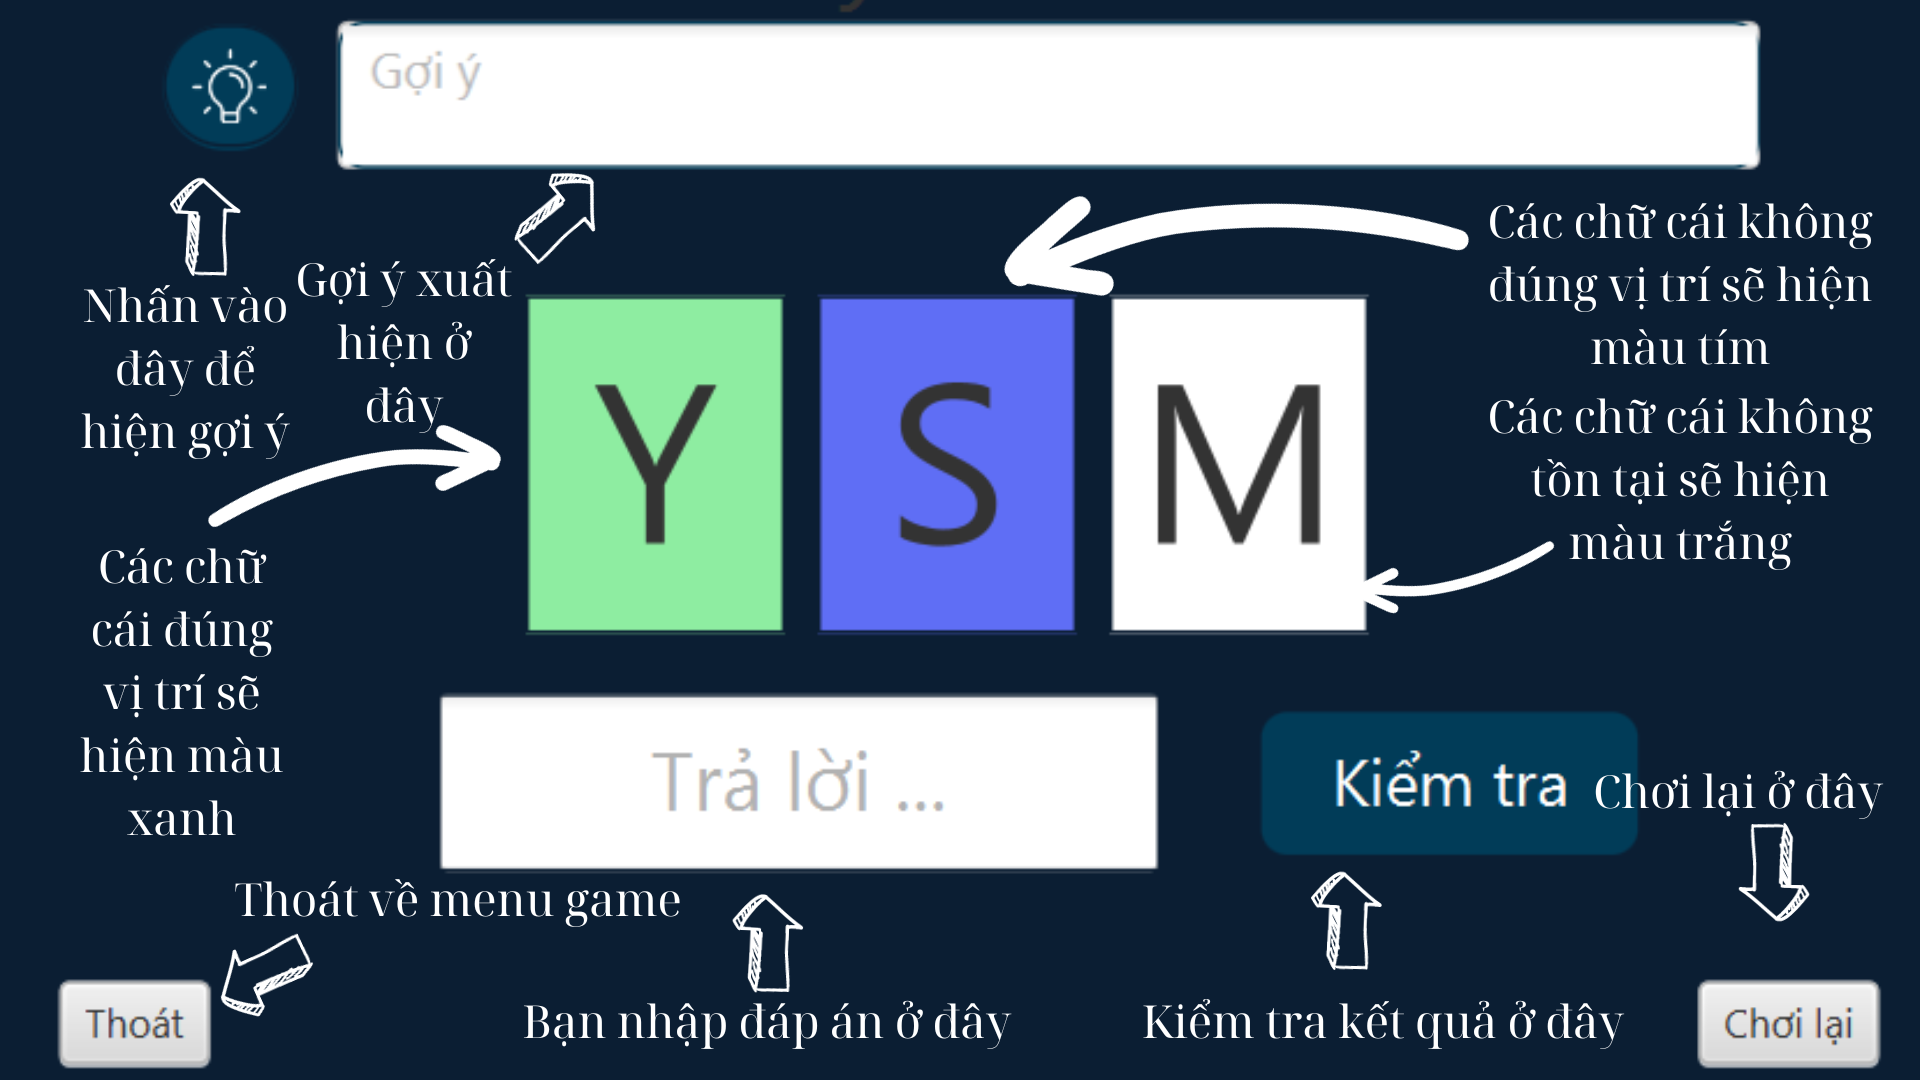 Gợi ý
Nhấn vào
đây để
hiện gợi ý
Gợi ý xuất
hiện ở
đây
Các chữ cái không
đúng vị trí sẽ hiện
màu tím
Các chữ cái không
tồn tại sẽ hiện
màu trắng
Y S M
Các chữ
cái đúng
vị trí sẽ
hiện màu
xanh
Trả lời ...
Kiểm tra
Chơi lại ở đây
Thoát về menu game
Thoát
Bạn nhập đáp án ở đây
Kiểm tra kết quả ở đây
Chơi lại